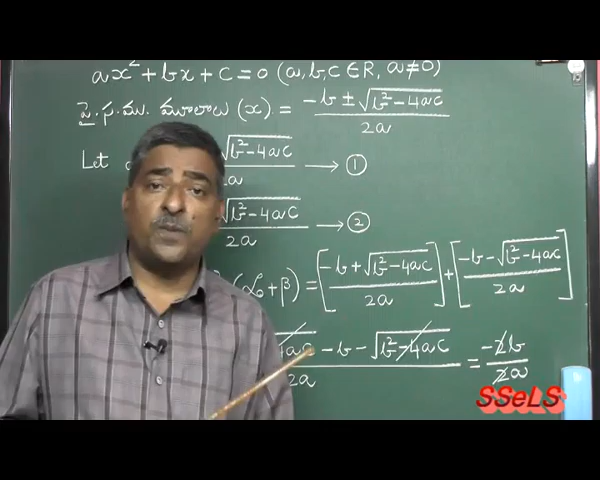 ax² + bx + c = 0 (a, b, c ∈ R, a ≠ 0)
పై. స. ము. మూలాలు (x) = -b ± √b² - 4ac / 2a
Let √b² - 4ac / 2a → ①
√b² - 4ac / 2a → ②
(α + β) = [-b + √b² - 4ac / 2a] + [-b - √b² - 4ac / 2a]
4ac - b - √b² - 4ac / 2a = -2b / 2a
SSeLS